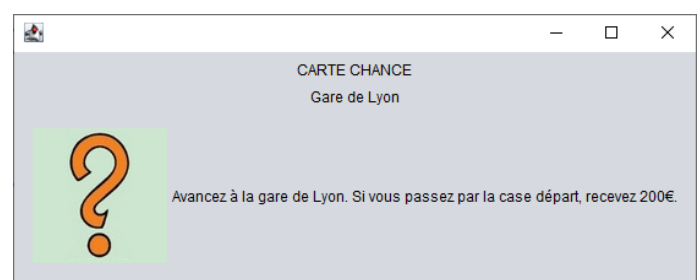 CARTE CHANCE
Gare de Lyon
Avancez à la gare de Lyon. Si vous passez par la case départ, recevez 200€.